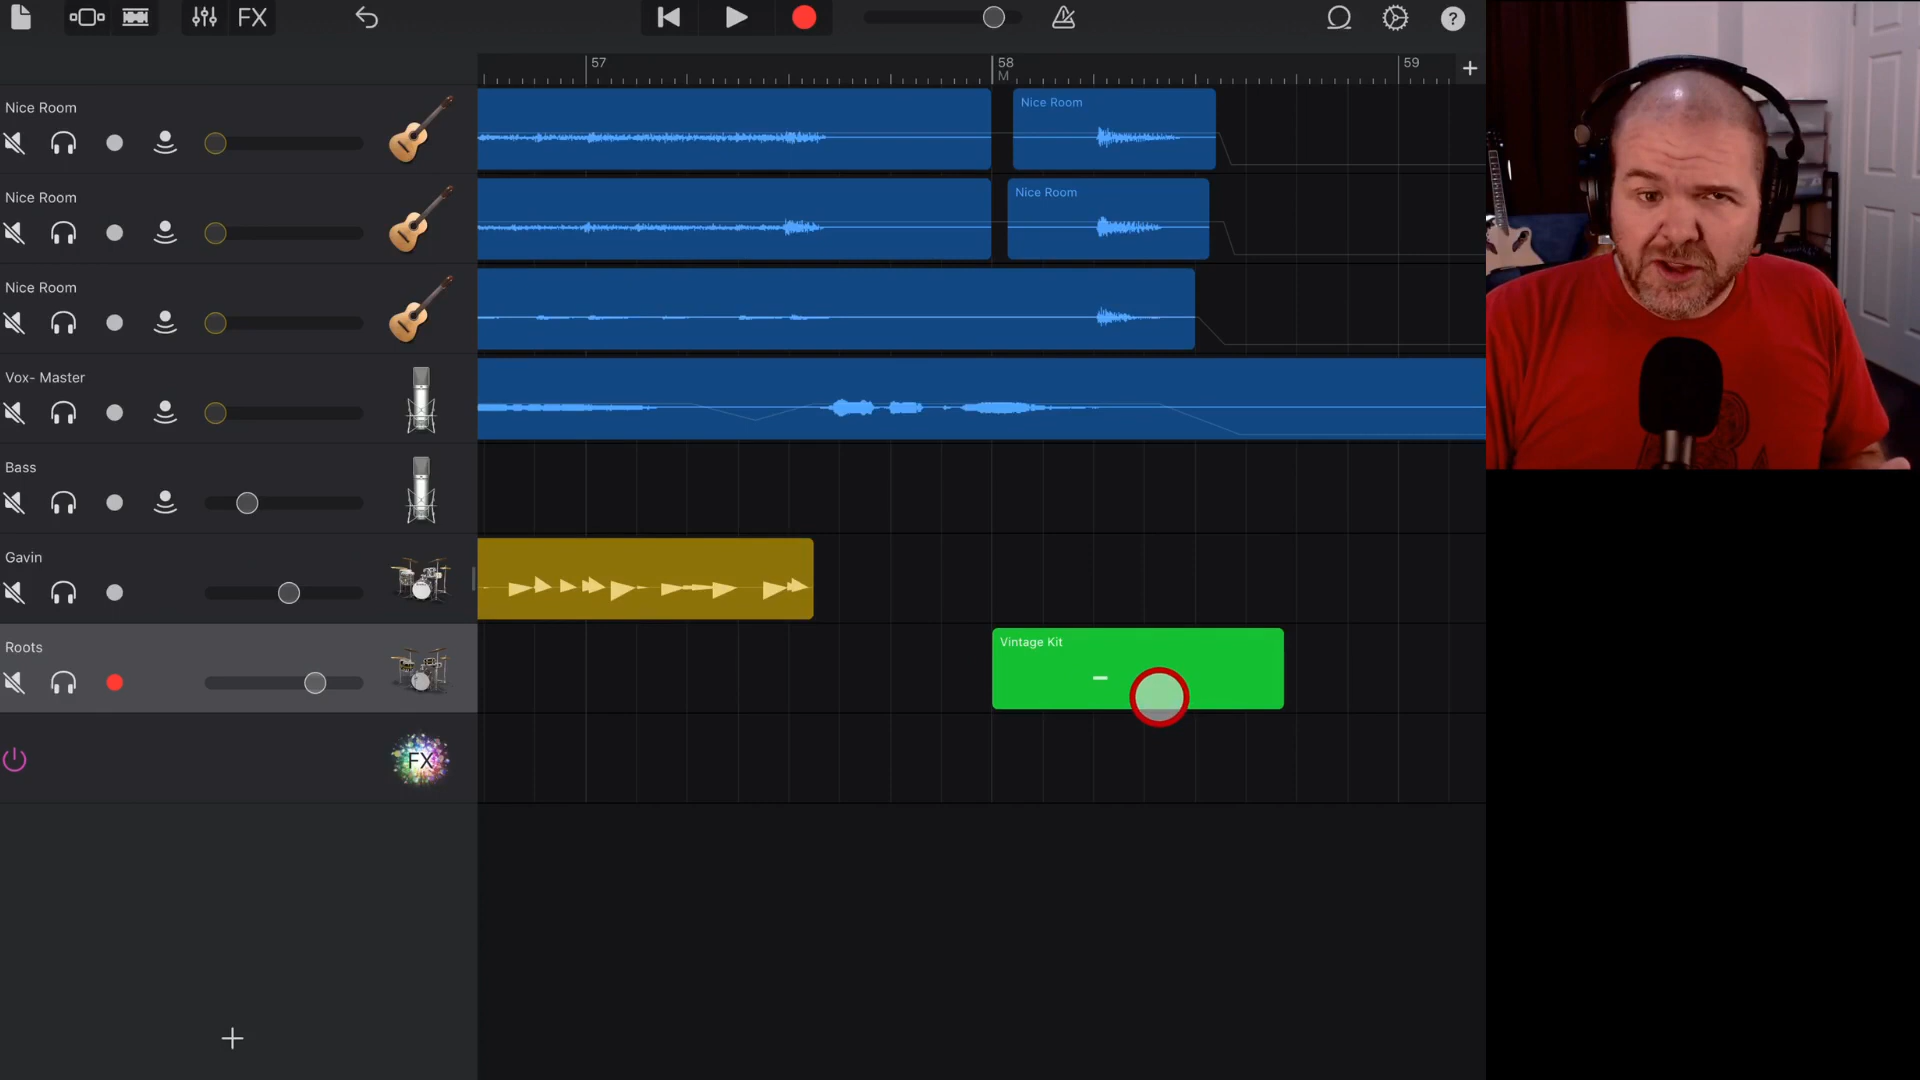 FX
?
57
58
59
M
Nice Room
Nice Room
Nice Room
Nice Room
Nice Room
Vox- Master
Bass
Gavin
Roots
Vintage Kit
FX